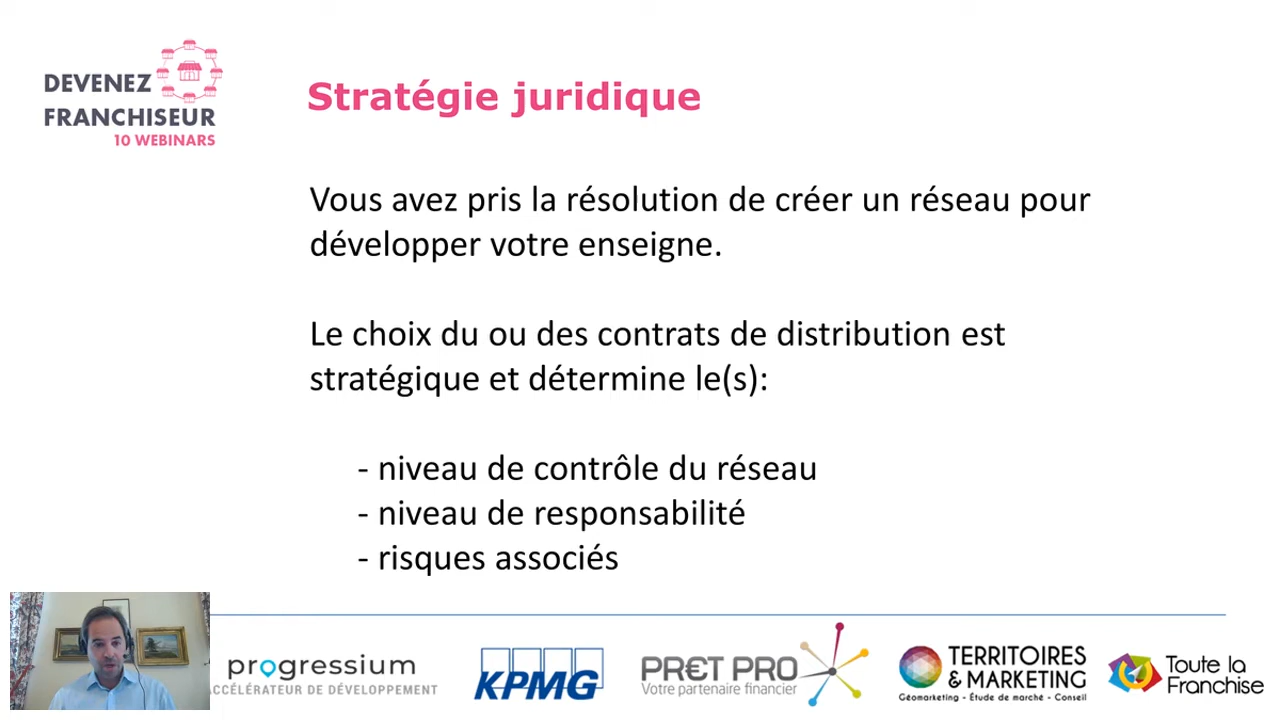 DEVENEZ
FRANCHISEUR
10 WEBINARS
Stratégie juridique
Vous avez pris la résolution de créer un réseau pour
développer votre enseigne.
Le choix du ou des contrats de distribution est
stratégique et détermine le(s):
- niveau de contrôle du réseau
- niveau de responsabilité
- risques associés
progressium
ACCÉLÉRATEUR DE DÉVELOPPEMENT
KPMG
PR€T PRO
Votre partenaire financier
TERRITOIRES
& MARKETING
Géomarketing - Étude de marché - Conseil
Toute la
Franchise